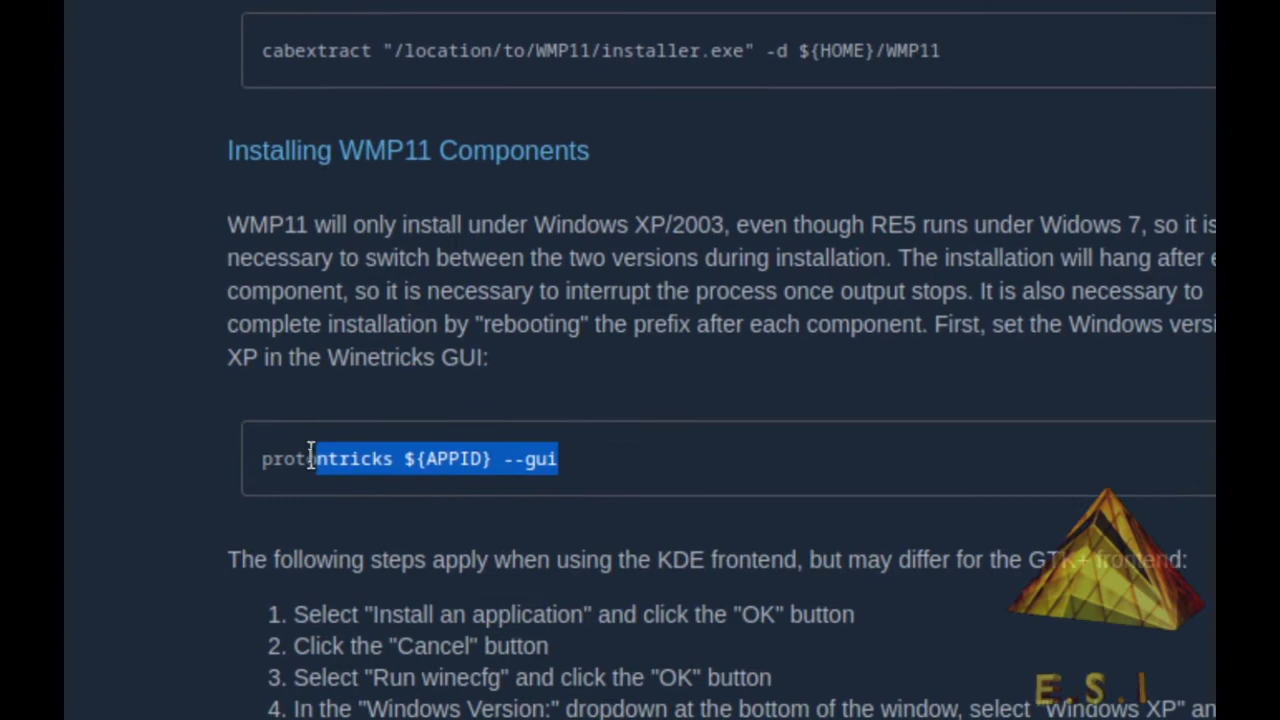 cabextract "/location/to/WMP11/installer.exe" -d ${HOME}/WMP11
Installing WMP11 Components
WMP11 will only install under Windows XP/2003, even though RE5 runs under Widows 7, so it is
necessary to switch between the two versions during installation. The installation will hang after
component, so it is necessary to interrupt the process once output stops. It is also necessary to
complete installation by "rebooting" the prefix after each component. First, set the Windows versi
XP in the Winetricks GUI:
protontricks ${APPID} --gui
The following steps apply when using the KDE frontend, but may differ for the GTK+ frontend:
1. Select "Install an application" and click the "OK" button
2. Click the "Cancel" button
3. Select "Run winecfg" and click the "OK" button
4. In the "Windows Version:" dropdown at the bottom of the window, select "Windows XP" an
E.S.I